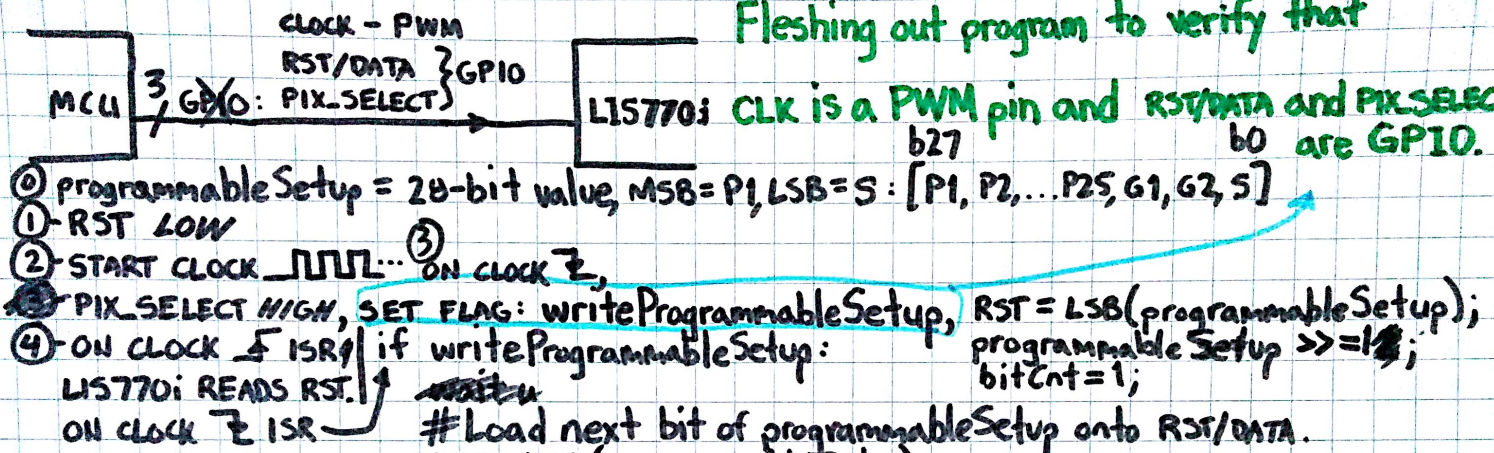 CLOCK - PWM
RST/DATA } GPIO
PIX_SELECT
MCU
3
GPIO:
LIS770i
Fleshing out program to verify that
CLK is a PWM pin and RST/DATA and PIX_SELEC
are GPIO.
b27 b0
⓪ programmableSetup = 28-bit value, MSB=P1, LSB=S : [P1, P2,...P25, G1, G2, S]
① - RST LOW
② - START CLOCK ... ③ ON CLOCK
PIX_SELECT HIGH, SET FLAG: writeProgrammableSetup, RST = LSB(programmableSetup);
④ - ON CLOCK ISR, if writeProgrammableSetup: programmableSetup >>=1;
LIS770i READS RST. bitCnt=1;
ON CLOCK ISR #Load next bit of programmableSetup onto RST/DATA.